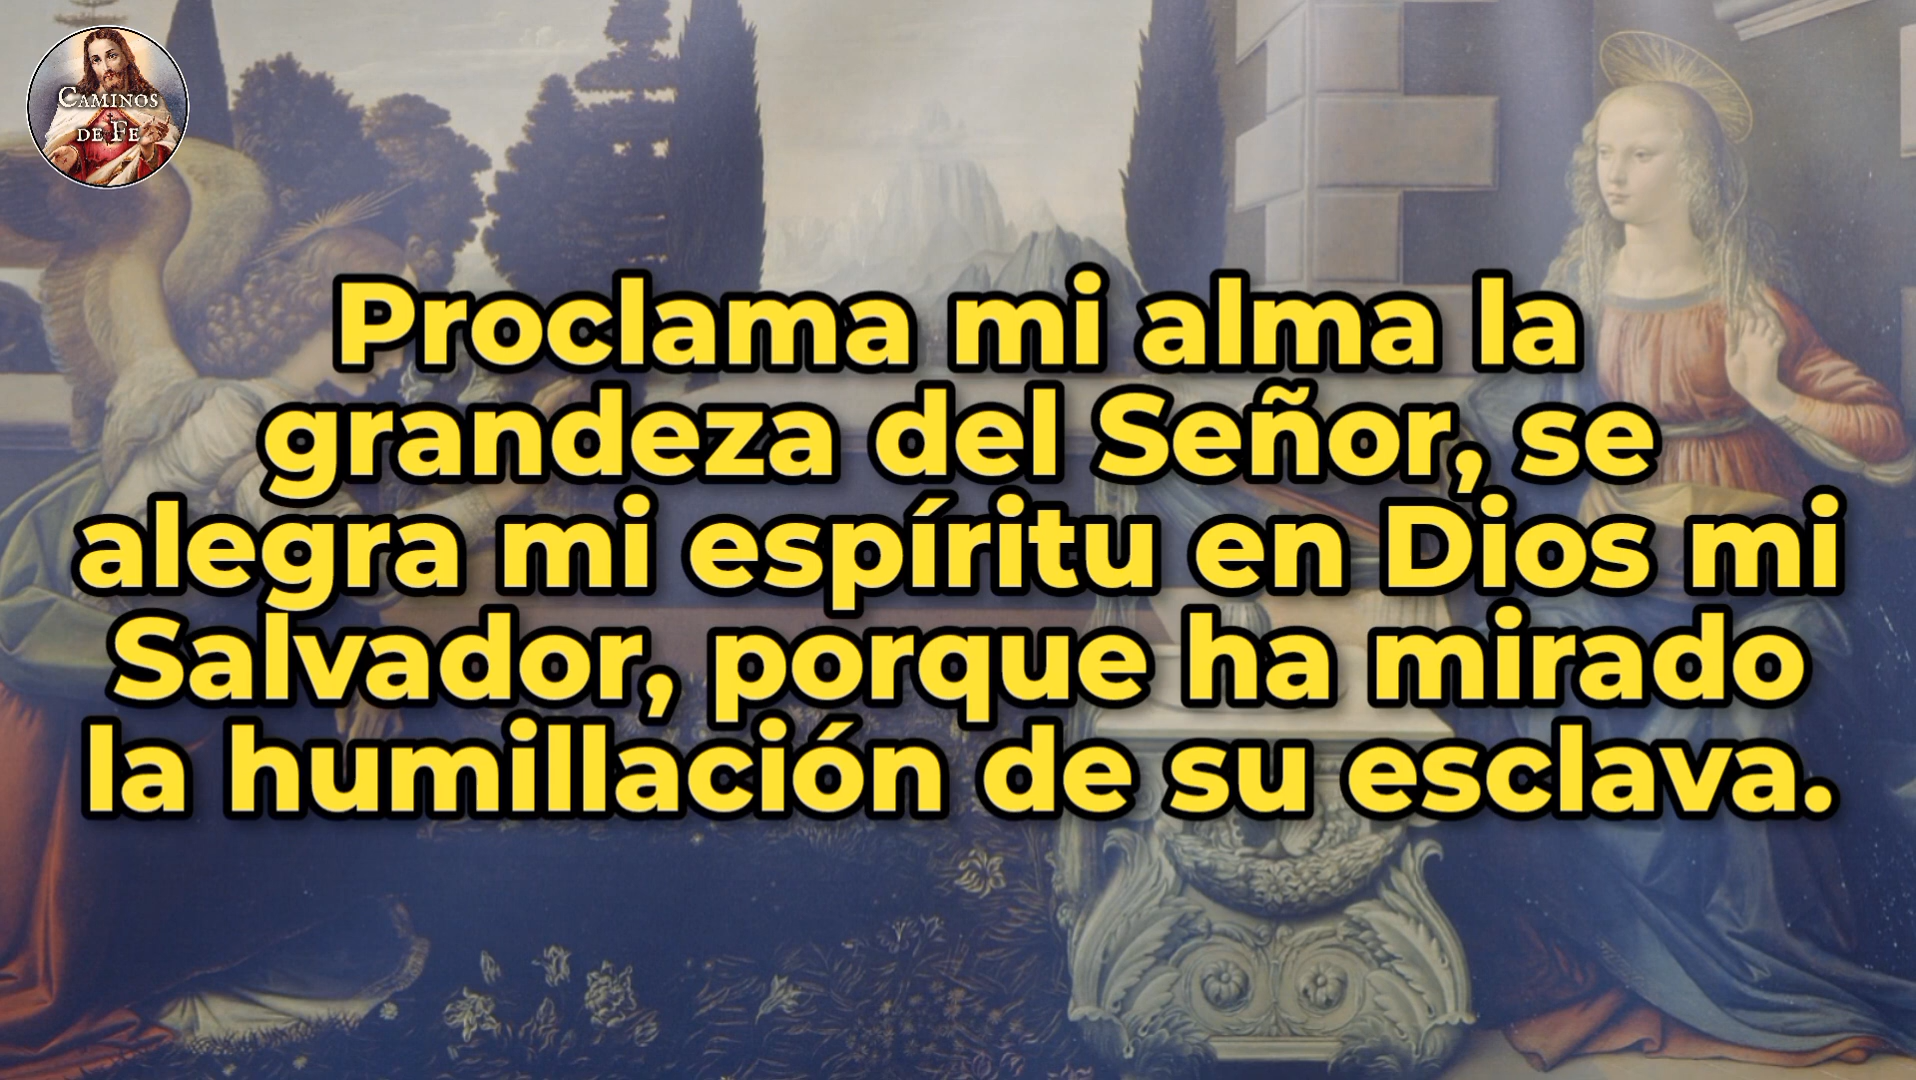 CAMINOS
DE FE
Proclama mi alma la
grandeza del Señor, se
alegra mi espíritu en Dios mi
Salvador, porque ha mirado
la humillación de su esclava.